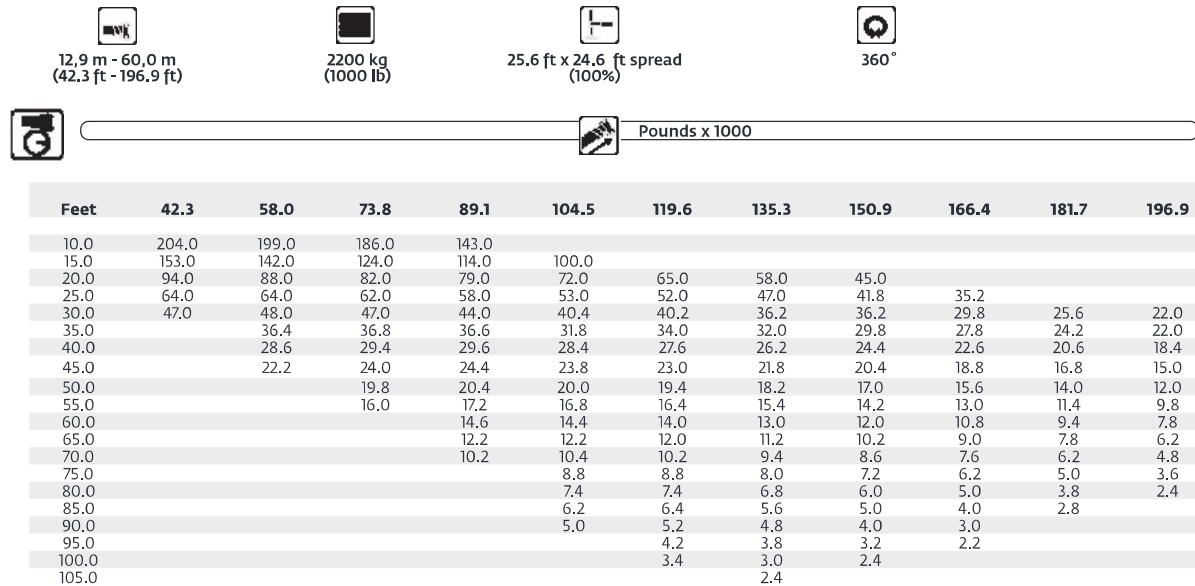 12,9 m - 60,0 m 2200 kg 25.6 ft x 24.6 ft spread 360°
(42.3 ft - 196.9 ft) (1000 lb) (100%)
Pounds x 1000
Feet 42.3 58.0 73.8 89.1 104.5 119.6 135.3 150.9 166.4 181.7 196.9
10.0 204.0 199.0 186.0 143.0
15.0 153.0 142.0 124.0 114.0 100.0
20.0 94.0 88.0 82.0 79.0 72.0 65.0 58.0 45.0
25.0 64.0 64.0 62.0 58.0 53.0 52.0 47.0 41.8 35.2
30.0 47.0 48.0 47.0 44.0 40.4 40.2 36.2 36.2 29.8 25.6 22.0
35.0 36.4 36.8 36.6 31.8 34.0 32.0 29.8 27.8 24.2 22.0
40.0 28.6 29.4 29.6 28.4 27.6 26.2 24.4 22.6 20.6 18.4
45.0 22.2 24.0 24.4 23.8 23.0 21.8 20.4 18.8 16.8 15.0
50.0 19.8 20.4 20.0 19.4 18.2 17.0 15.6 14.0 12.0
55.0 16.0 17.2 16.8 16.4 15.4 14.2 13.0 11.4 9.8
60.0 14.6 14.4 14.0 13.0 12.0 10.8 9.4 7.8
65.0 12.2 12.2 12.0 11.2 10.2 9.0 7.8 6.2
70.0 10.2 10.4 10.2 9.4 8.6 7.6 6.2 4.8
75.0 8.8 8.8 8.0 7.2 6.2 5.0 3.6
80.0 7.4 7.4 6.8 6.0 5.0 3.8 2.4
85.0 6.2 6.4 5.6 5.0 4.0 2.8
90.0 5.0 5.2 4.8 4.0 3.0
95.0 4.2 3.8 3.2 2.2
100.0 3.4 3.0 2.4
105.0 2.4